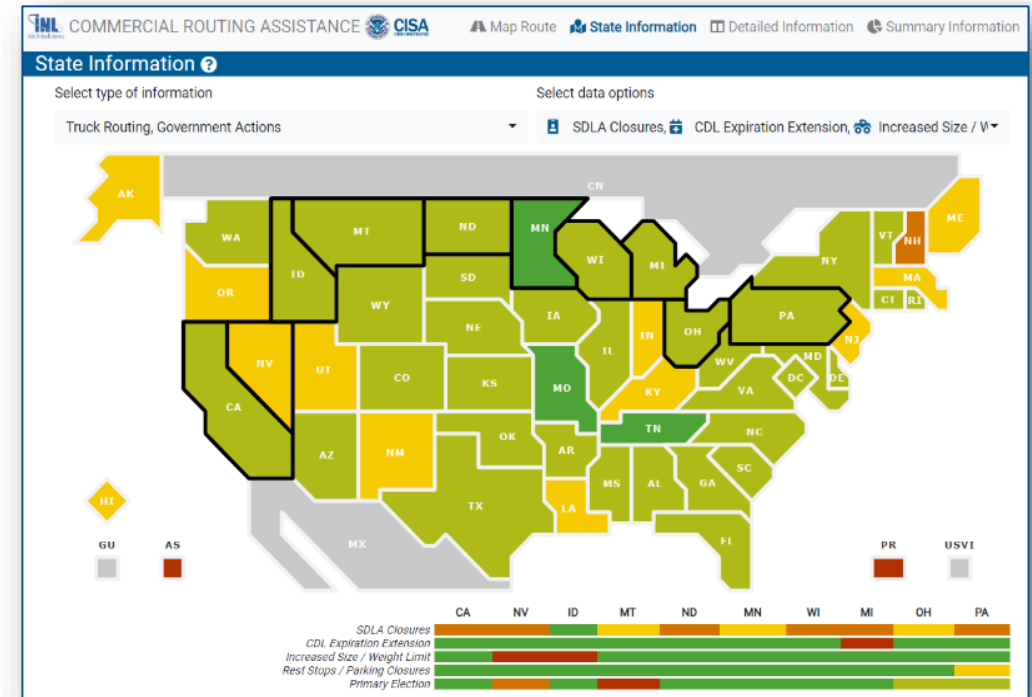 INL COMMERCIAL ROUTING ASSISTANCE CISA Map Route State Information Detailed Information Summary Information
State Information ?
Select type of information Select data options
Truck Routing, Government Actions SDLA Closures, CDL Expiration Extension, Increased Size / W
CN
AK
ME
WA MT ND MN VT NH
ID WI MI NY
OR SD MA
WY CT RI
IA PA
NE OH NJ
NV UT IL IN WV MD
CO KS MO KY VA DC DE
CA
TN NC
AZ NM OK AR
SC
MS AL GA
HI TX LA
FL
GU AS MX PR USVI
CA NV ID MT ND MN WI MI OH PA
SDLA Closures
CDL Expiration Extension
Increased Size / Weight Limit
Rest Stops / Parking Closures
Primary Election